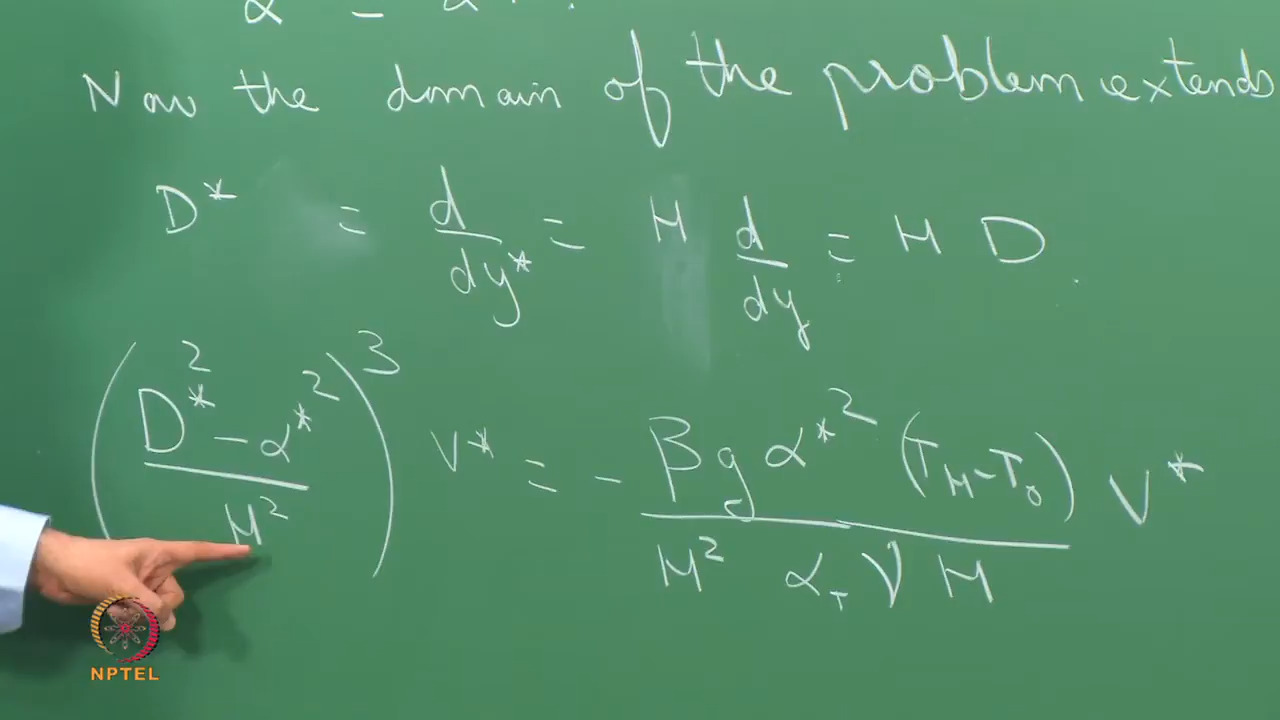 α = α
Now the domain of the problem extends
D* = d/dy* = H d/dy = H D.
((D*² - α*²)/H²)³ V* = - (β g α*² (T_H - T_0))/(H² α_T ν H) V*
NPTEL